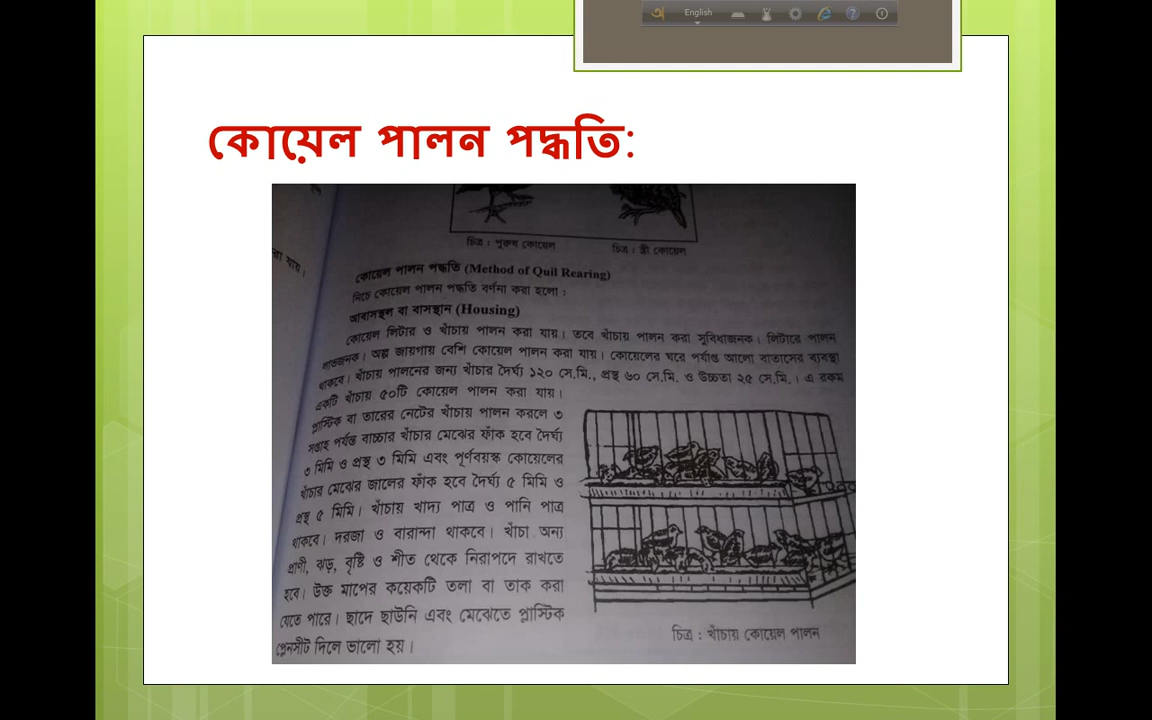 অ English
কোয়েল পালন পদ্ধতি:
চিত্র : পুরুষ কোয়েল
চিত্র : স্ত্রী কোয়েল
রা যায়।
কোয়েল পালন পদ্ধতি (Method of Quil Rearing)
নিচে কোয়েল পালন পদ্ধতি বর্ণনা করা হলো :
আবাসস্থল বা বাসস্থান (Housing)
কোয়েল লিটার ও খাঁচায় পালন করা যায়। তবে খাঁচায় পালন করা সুবিধাজনক। লিটারে পালন
লাভজনক। অল্প জায়গায় বেশি কোয়েল পালন করা যায়। কোয়েলের ঘরে পর্যাপ্ত আলো বাতাসের ব্যবস্থা
থাকবে। খাঁচায় পালনের জন্য খাঁচার দৈর্ঘ্য ১২০ সে.মি., প্রস্থ ৬০ সে.মি. ও উচ্চতা ২৫ সে.মি.। এ রকম
একটি খাঁচায় ৫০টি কোয়েল পালন করা যায়।
প্লাস্টিক বা তারের নেটের খাঁচায় পালন করলে ৩
সপ্তাহ পর্যন্ত বাচ্চার খাঁচার মেঝের ফাঁক হবে দৈর্ঘ্য
৩ মিমি ও প্রস্থ ৩ মিমি এবং পূর্ণবয়স্ক কোয়েলের
খাঁচার মেঝের জালের ফাঁক হবে দৈর্ঘ্য ৫ মিমি ও
প্রস্থ ৫ মিমি। খাঁচায় খাদ্য পাত্র ও পানি পাত্র
থাকবে। দরজা ও বারান্দা থাকবে। খাঁচা অন্য
প্রাণী, ঝড়, বৃষ্টি ও শীত থেকে নিরাপদে রাখতে
হবে। উক্ত মাপের কয়েকটি তলা বা তাক করা
যেতে পারে। ছাদে ছাউনি এবং মেঝেতে প্লাস্টিক
প্লেনসীট দিলে ভালো হয়।
চিত্র : খাঁচায় কোয়েল পালন